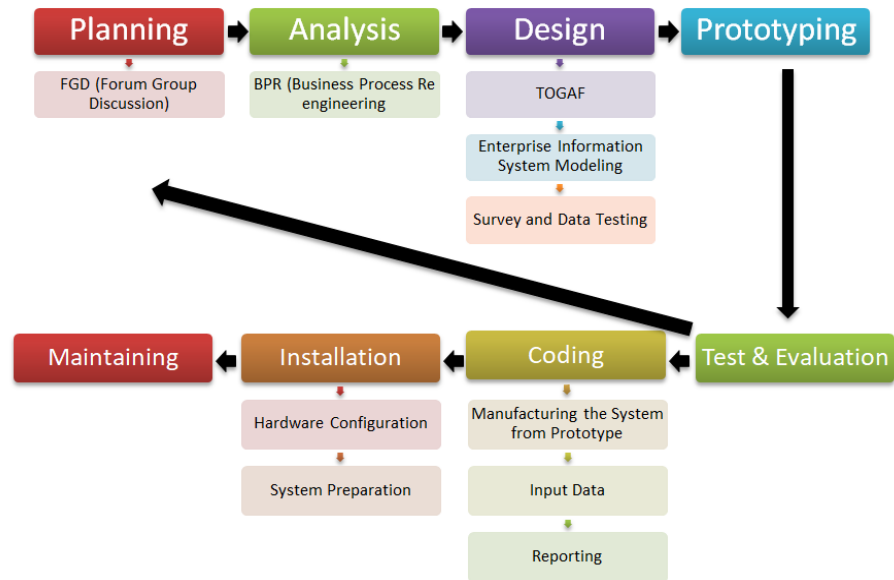 Planning
Analysis
Design
Prototyping
FGD (Forum Group
Discussion)
BPR (Business Process Re
engineering)
TOGAF
Enterprise Information
System Modeling
Survey and Data Testing
Maintaining
Installation
Coding
Test & Evaluation
Hardware Configuration
System Preparation
Manufacturing the System
from Prototype
Input Data
Reporting